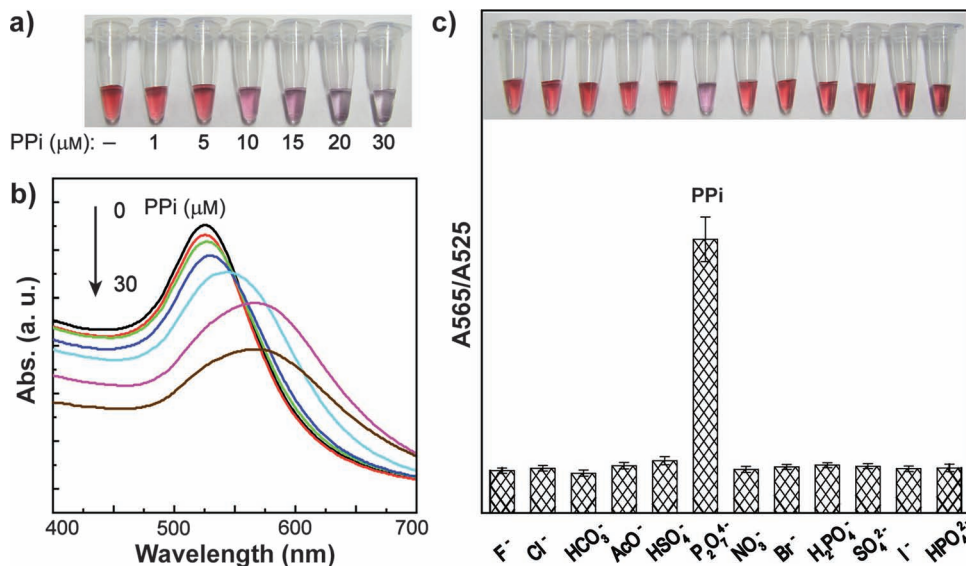 a)
PPi (μM): – 1 5 10 15 20 30
b)
0 PPi (μM)
30
Abs. (a. u.)
400 500 600 700
Wavelength (nm)
c)
PPi
A565/A525
F⁻ Cl⁻ HCO₃⁻ AcO⁻ HSO₄⁻ P₂O₇⁴⁻ NO₃⁻ Br⁻ H₂PO₄⁻ SO₄²⁻ I⁻ HPO₄²⁻